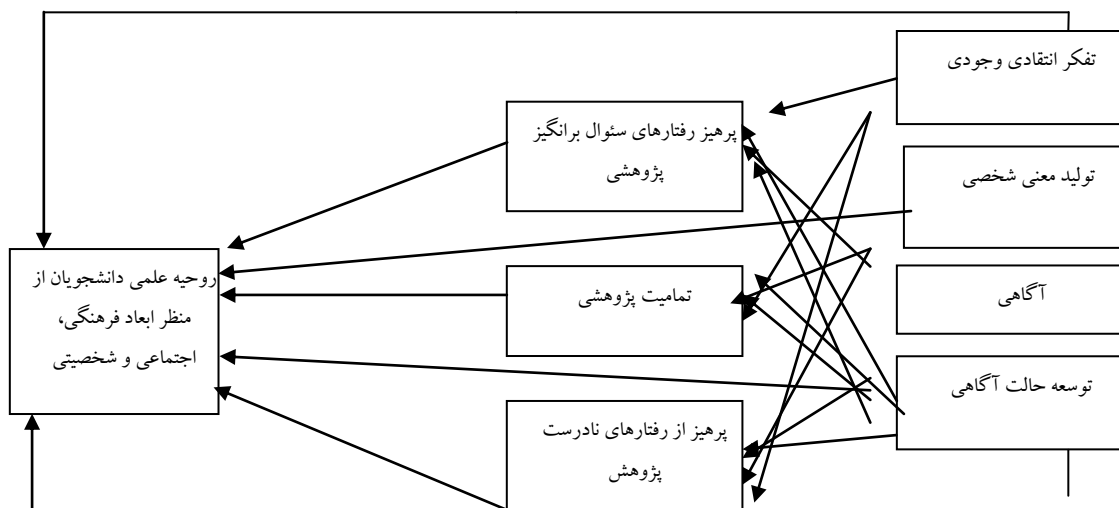 تفکر انتقادی وجودی
پرهیز رفتارهای سئوال برانگیز
پژوهشی
تولید معنی شخصی
روحیه علمی دانشجویان از
منظر ابعاد فرهنگی،
اجتماعی و شخصیتی
تمامیت پژوهشی
آگاهی
توسعه حالت آگاهی
پرهیز از رفتارهای نادرست
پژوهش